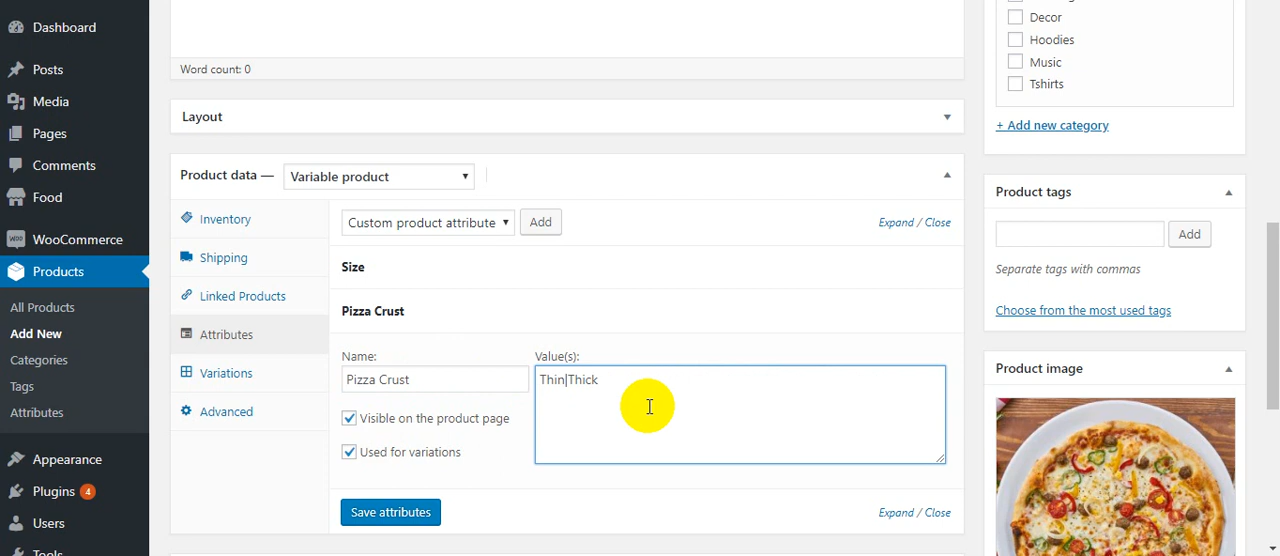 Dashboard
Posts
Media
Pages
Comments
Food
WooCommerce
Products
All Products
Add New
Categories
Tags
Attributes
Appearance
Plugins 4
Users
Tools
Word count: 0
Layout
Product data — Variable product
Inventory
Shipping
Linked Products
Attributes
Variations
Advanced
Custom product attribute Add Expand / Close
Size
Pizza Crust
Name:
Pizza Crust
Value(s):
Thin|Thick
Visible on the product page
Used for variations
Save attributes Expand / Close
Decor
Hoodies
Music
Tshirts
+ Add new category
Product tags
Add
Separate tags with commas
Choose from the most used tags
Product image